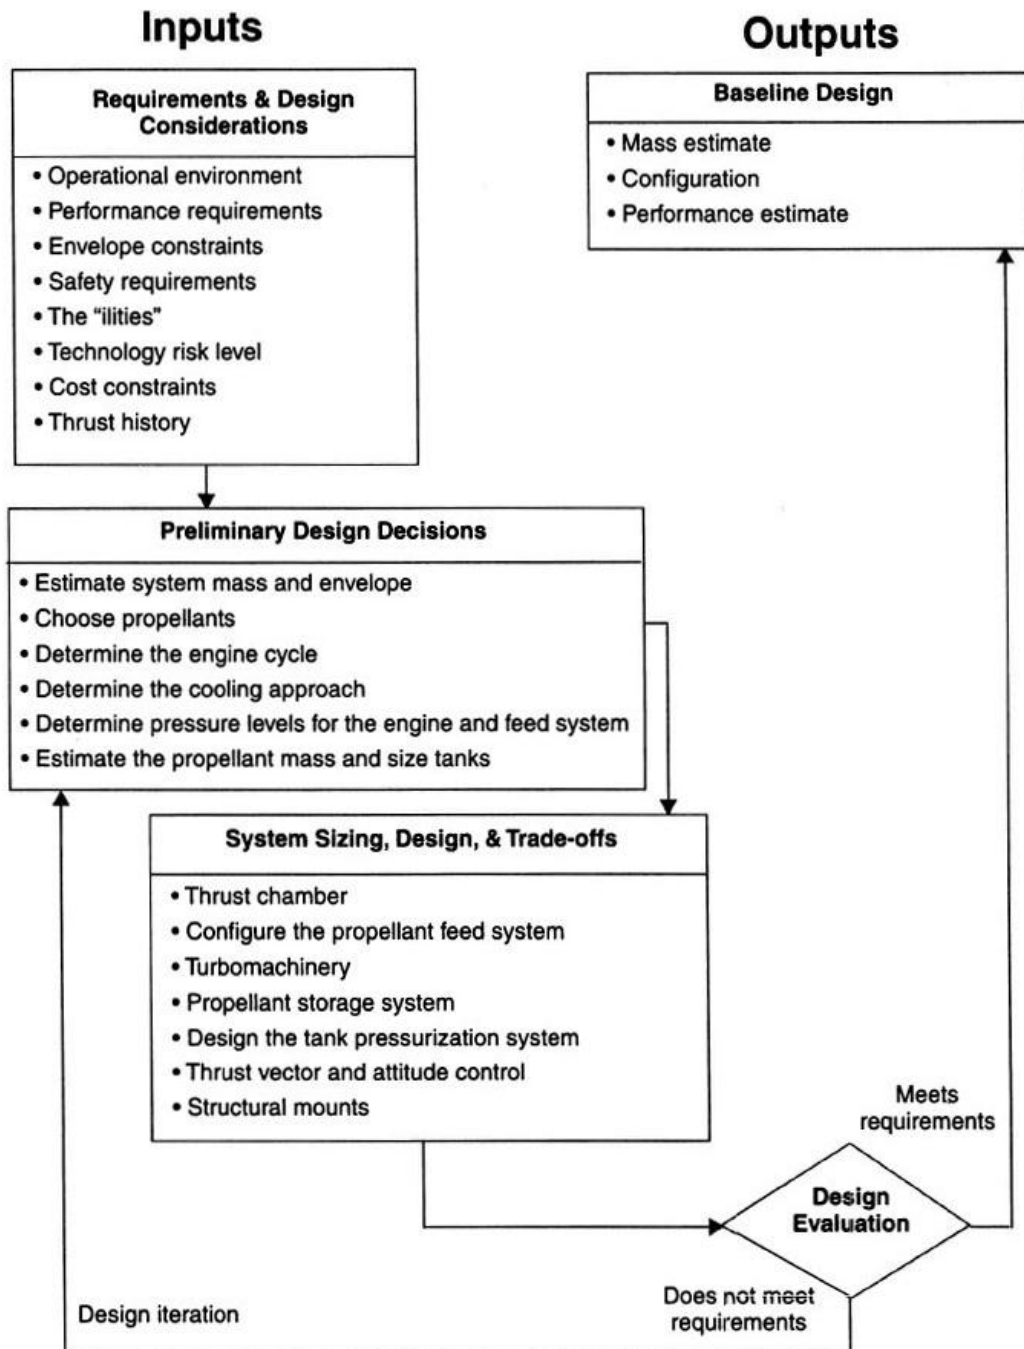 Inputs
Outputs
Requirements & Design
Considerations
• Operational environment
• Performance requirements
• Envelope constraints
• Safety requirements
• The "ilities"
• Technology risk level
• Cost constraints
• Thrust history
Baseline Design
• Mass estimate
• Configuration
• Performance estimate
Preliminary Design Decisions
• Estimate system mass and envelope
• Choose propellants
• Determine the engine cycle
• Determine the cooling approach
• Determine pressure levels for the engine and feed system
• Estimate the propellant mass and size tanks
System Sizing, Design, & Trade-offs
• Thrust chamber
• Configure the propellant feed system
• Turbomachinery
• Propellant storage system
• Design the tank pressurization system
• Thrust vector and attitude control
• Structural mounts
Meets
requirements
Design
Evaluation
Does not meet
requirements
Design iteration